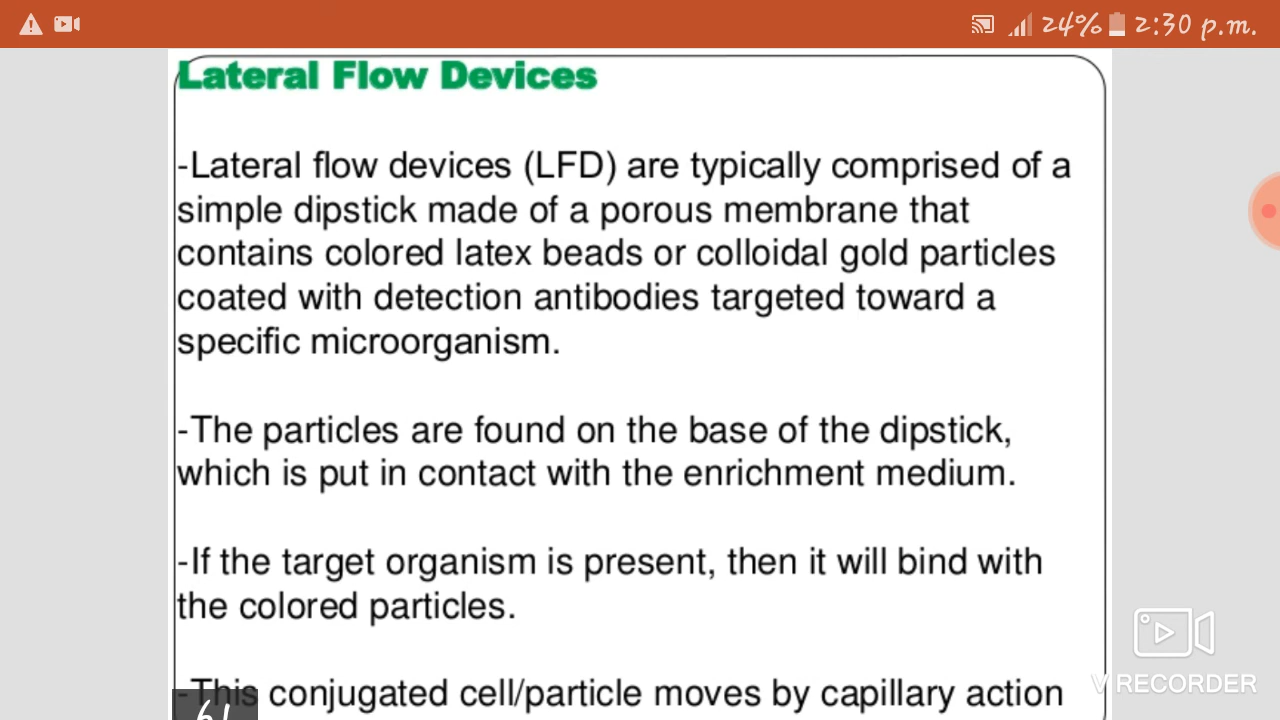 24% 2:30 p.m.
Lateral Flow Devices
-Lateral flow devices (LFD) are typically comprised of a
simple dipstick made of a porous membrane that
contains colored latex beads or colloidal gold particles
coated with detection antibodies targeted toward a
specific microorganism.
-The particles are found on the base of the dipstick,
which is put in contact with the enrichment medium.
-If the target organism is present, then it will bind with
the colored particles.
-This conjugated cell/particle moves by capillary action
VRECORDER